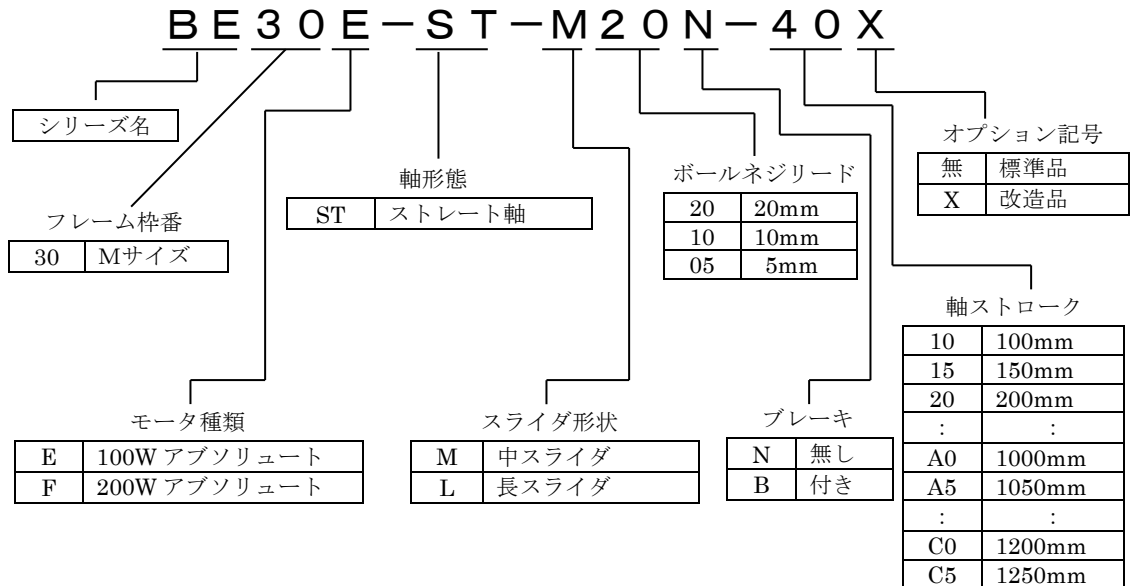 BE30E-ST-M20N-40X
シリーズ名
フレーム枠番
30 Mサイズ
モータ種類
E 100W アブソリュート
F 200W アブソリュート
軸形態
ST ストレート軸
スライダ形状
M 中スライダ
L 長スライダ
ボールネジリード
20 20mm
10 10mm
05 5mm
ブレーキ
N 無し
B 付き
オプション記号
無 標準品
X 改造品
軸ストローク
10 100mm
15 150mm
20 200mm
: :
A0 1000mm
A5 1050mm
: :
C0 1200mm
C5 1250mm